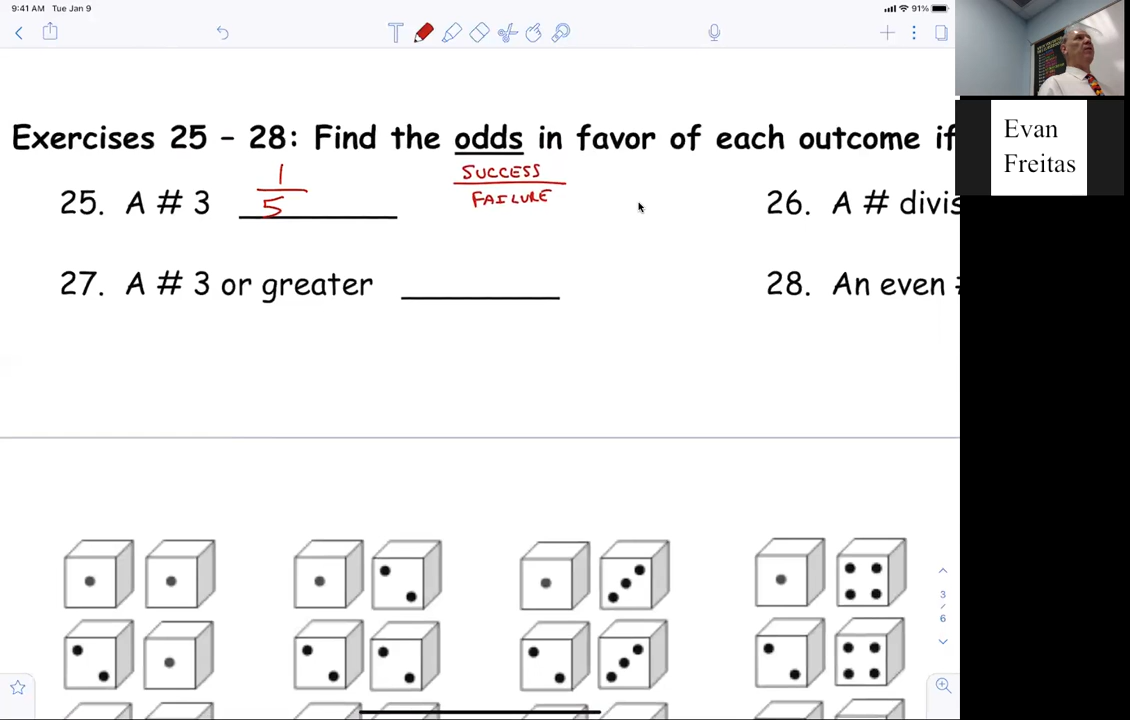 9:41 AM Tue Jan 9
91%
Exercises 25 – 28: Find the odds in favor of each outcome if
SUCCESS
FAILURE
25. A # 3 1
5
26. A # divis
27. A # 3 or greater
28. An even #
3
/
6
Evan
Freitas